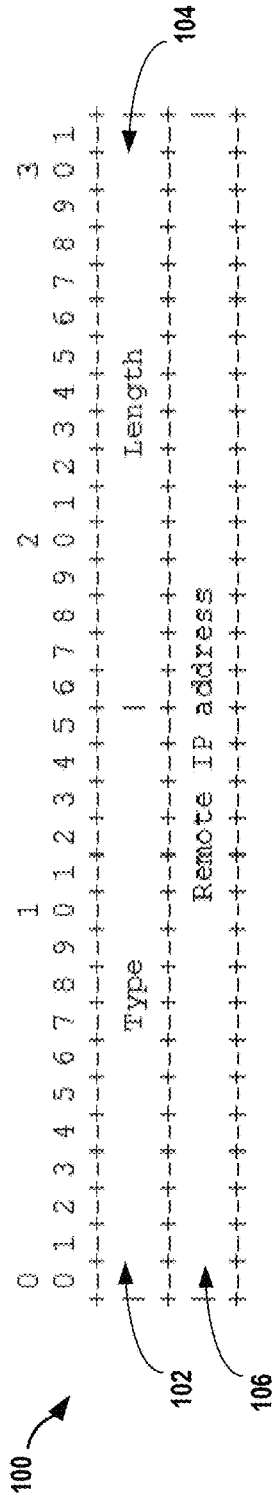 100
0                   1                   2                   3
0 1 2 3 4 5 6 7 8 9 0 1 2 3 4 5 6 7 8 9 0 1 2 3 4 5 6 7 8 9 0 1
+-+-+-+-+-+-+-+-+-+-+-+-+-+-+-+-+-+-+-+-+-+-+-+-+-+-+-+-+-+-+-+-+
| Type | Length |
+-+-+-+-+-+-+-+-+-+-+-+-+-+-+-+-+-+-+-+-+-+-+-+-+-+-+-+-+-+-+-+-+
| Remote IP address |
+-+-+-+-+-+-+-+-+-+-+-+-+-+-+-+-+-+-+-+-+-+-+-+-+-+-+-+-+-+-+-+-+
102
104
106